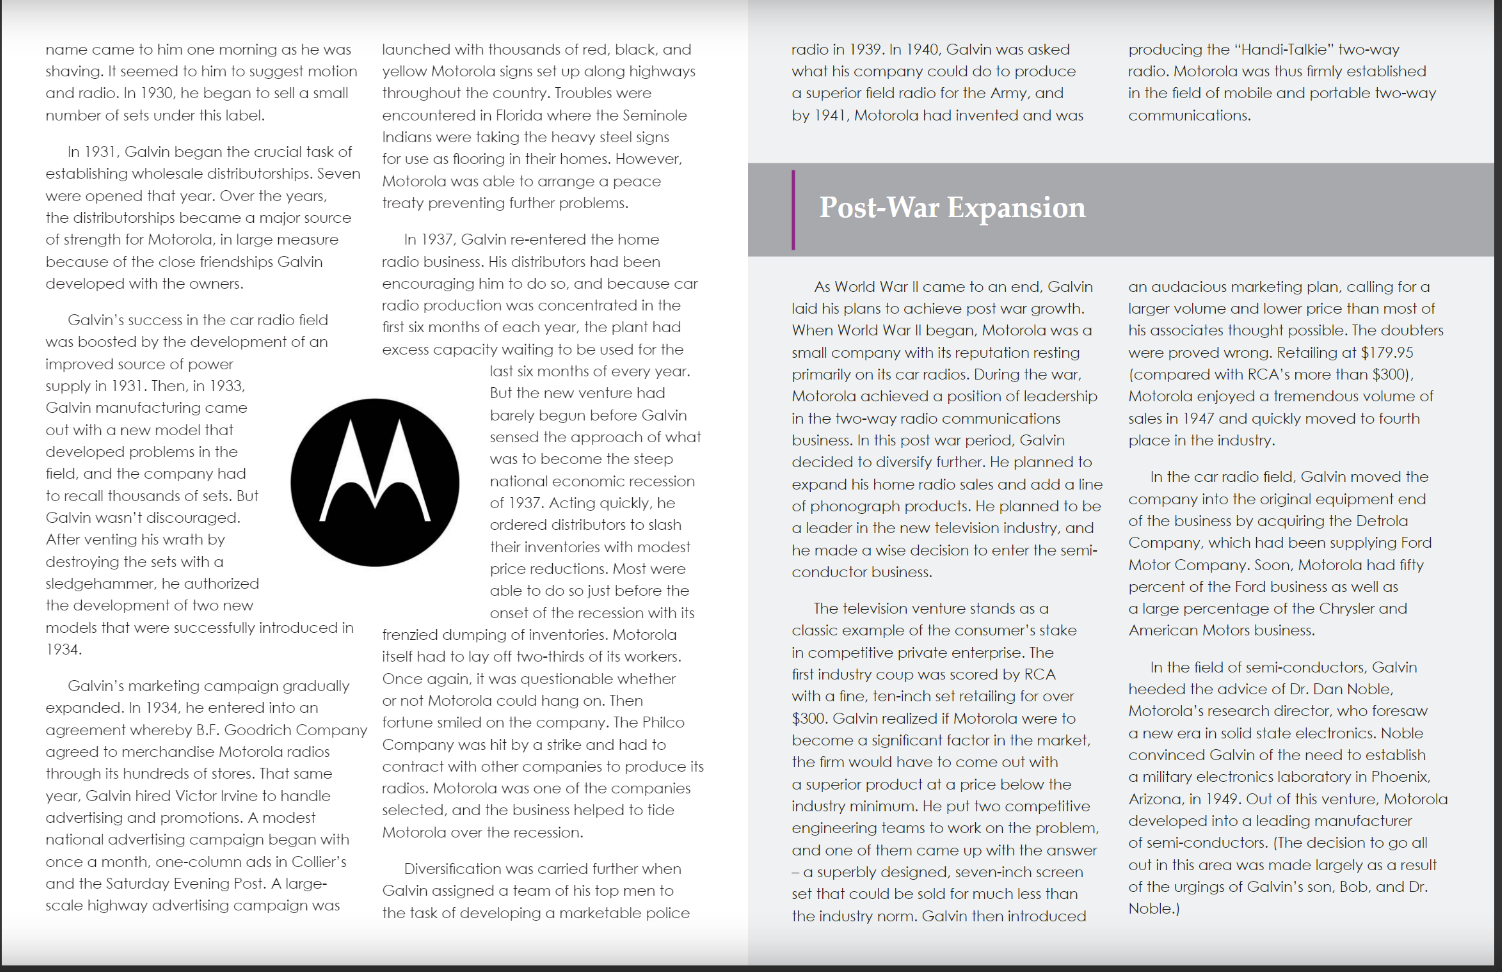 name came to him one morning as he was
shaving. It seemed to him to suggest motion
and radio. In 1930, he began to sell a small
number of sets under this label.
In 1931, Galvin began the crucial task of
establishing wholesale distributorships. Seven
were opened that year. Over the years,
the distributorships became a major source
of strength for Motorola, in large measure
because of the close friendships Galvin
developed with the owners.
Galvin's success in the car radio field
was boosted by the development of an
improved source of power
supply in 1931. Then, in 1933,
Galvin manufacturing came
out with a new model that
developed problems in the
field, and the company had
to recall thousands of sets. But
Galvin wasn't discouraged.
After venting his wrath by
destroying the sets with a
sledgehammer, he authorized
the development of two new
models that were successfully introduced in
1934.
Galvin's marketing campaign gradually
expanded. In 1934, he entered into an
agreement whereby B.F. Goodrich Company
agreed to merchandise Motorola radios
through its hundreds of stores. That same
year, Galvin hired Victor Irvine to handle
advertising and promotions. A modest
national advertising campaign began with
once a month, one-column ads in Collier's
and the Saturday Evening Post. A large-
scale highway advertising campaign was
launched with thousands of red, black, and
yellow Motorola signs set up along highways
throughout the country. Troubles were
encountered in Florida where the Seminole
Indians were taking the heavy steel signs
for use as flooring in their homes. However,
Motorola was able to arrange a peace
treaty preventing further problems.
In 1937, Galvin re-entered the home
radio business. His distributors had been
encouraging him to do so, and because car
radio production was concentrated in the
first six months of each year, the plant had
excess capacity waiting to be used for the
last six months of every year.
But the new venture had
barely begun before Galvin
sensed the approach of what
was to become the steep
national economic recession
of 1937. Acting quickly, he
ordered distributors to slash
their inventories with modest
price reductions. Most were
able to do so just before the
onset of the recession with its
frenzied dumping of inventories. Motorola
itself had to lay off two-thirds of its workers.
Once again, it was questionable whether
or not Motorola could hang on. Then
fortune smiled on the company. The Philco
Company was hit by a strike and had to
contract with other companies to produce its
radios. Motorola was one of the companies
selected, and the business helped to tide
Motorola over the recession.
Diversification was carried further when
Galvin assigned a team of his top men to
the task of developing a marketable police
radio in 1939. In 1940, Galvin was asked
what his company could do to produce
a superior field radio for the Army, and
by 1941, Motorola had invented and was
producing the “Handi-Talkie” two-way
radio. Motorola was thus firmly established
in the field of mobile and portable two-way
communications.
Post-War Expansion
As World War II came to an end, Galvin
laid his plans to achieve post war growth.
When World War II began, Motorola was a
small company with its reputation resting
primarily on its car radios. During the war,
Motorola achieved a position of leadership
in the two-way radio communications
business. In this post war period, Galvin
decided to diversify further. He planned to
expand his home radio sales and add a line
of phonograph products. He planned to be
a leader in the new television industry, and
he made a wise decision to enter the semi-
conductor business.
The television venture stands as a
classic example of the consumer's stake
in competitive private enterprise. The
first industry coup was scored by RCA
with a fine, ten-inch set retailing for over
$300. Galvin realized if Motorola were to
become a significant factor in the market,
the firm would have to come out with
a superior product at a price below the
industry minimum. He put two competitive
engineering teams to work on the problem,
and one of them came up with the answer
– a superbly designed, seven-inch screen
set that could be sold for much less than
the industry norm. Galvin then introduced
an audacious marketing plan, calling for a
larger volume and lower price than most of
his associates thought possible. The doubters
were proved wrong. Retailing at $179.95
(compared with RCA's more than $300),
Motorola enjoyed a tremendous volume of
sales in 1947 and quickly moved to fourth
place in the industry.
In the car radio field, Galvin moved the
company into the original equipment end
of the business by acquiring the Detrola
Company, which had been supplying Ford
Motor Company. Soon, Motorola had fifty
percent of the Ford business as well as
a large percentage of the Chrysler and
American Motors business.
In the field of semi-conductors, Galvin
heeded the advice of Dr. Dan Noble,
Motorola's research director, who foresaw
a new era in solid state electronics. Noble
convinced Galvin of the need to establish
a military electronics laboratory in Phoenix,
Arizona, in 1949. Out of this venture, Motorola
developed into a leading manufacturer
of semi-conductors. (The decision to go all
out in this area was made largely as a result
of the urgings of Galvin's son, Bob, and Dr.
Noble.)